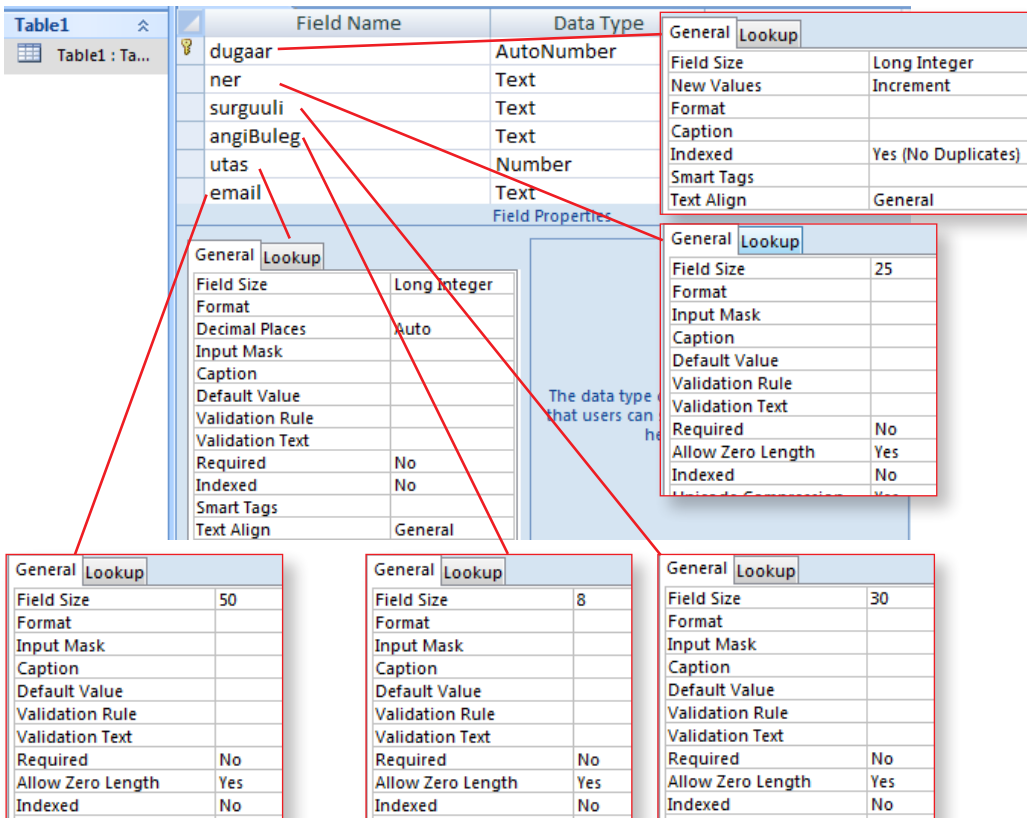 Table1
Table1 : Ta...
Field Name Data Type
dugaar AutoNumber
ner Text
surguuli Text
angiBuleg Text
utas Number
email Text
Field Properties
General Lookup
Field Size Long Integer
New Values Increment
Format
Caption
Indexed Yes (No Duplicates)
Smart Tags
Text Align General
General Lookup
Field Size Long Integer
Format
Decimal Places Auto
Input Mask
Caption
Default Value
Validation Rule
Validation Text
Required No
Indexed No
Smart Tags
Text Align General
The data type
that users can
he
General Lookup
Field Size 25
Format
Input Mask
Caption
Default Value
Validation Rule
Validation Text
Required No
Allow Zero Length Yes
Indexed No
Unicode Compression Yes
General Lookup
Field Size 50
Format
Input Mask
Caption
Default Value
Validation Rule
Validation Text
Required No
Allow Zero Length Yes
Indexed No
General Lookup
Field Size 8
Format
Input Mask
Caption
Default Value
Validation Rule
Validation Text
Required No
Allow Zero Length Yes
Indexed No
General Lookup
Field Size 30
Format
Input Mask
Caption
Default Value
Validation Rule
Validation Text
Required No
Allow Zero Length Yes
Indexed No